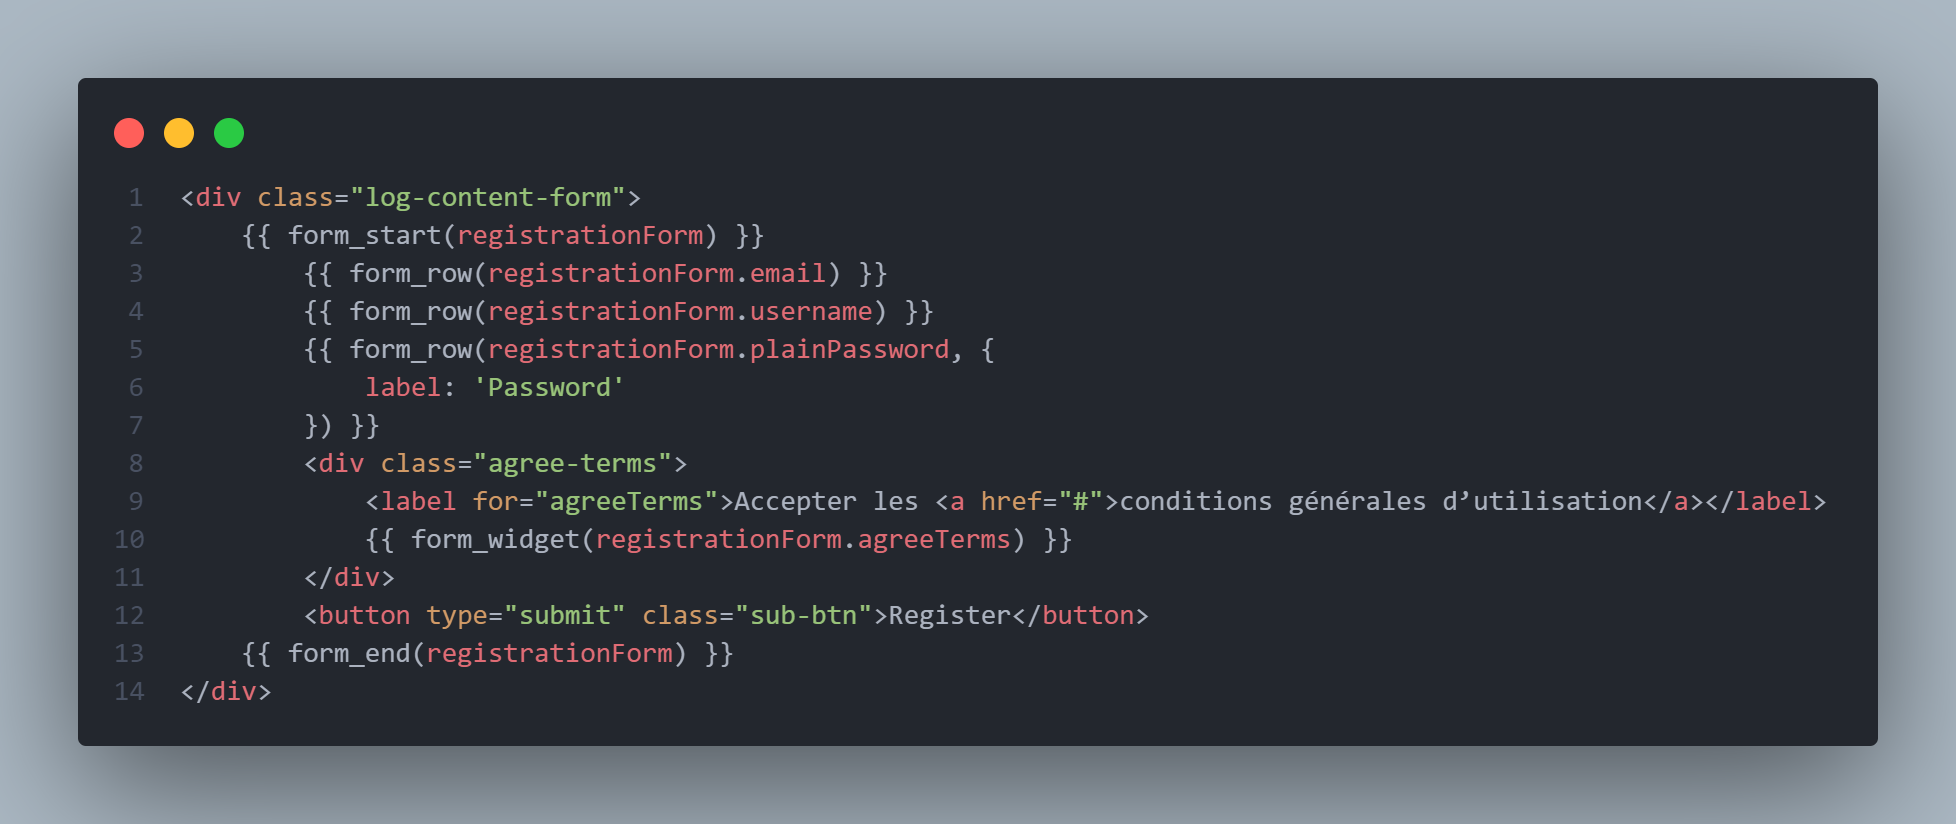 1 <div class="log-content-form">
2     {{ form_start(registrationForm) }}
3         {{ form_row(registrationForm.email) }}
4         {{ form_row(registrationForm.username) }}
5         {{ form_row(registrationForm.plainPassword, {
6             label: 'Password'
7         }) }}
8         <div class="agree-terms">
9             <label for="agreeTerms">Accepter les <a href="#">conditions générales d’utilisation</a></label>
10             {{ form_widget(registrationForm.agreeTerms) }}
11         </div>
12         <button type="submit" class="sub-btn">Register</button>
13     {{ form_end(registrationForm) }}
14 </div>